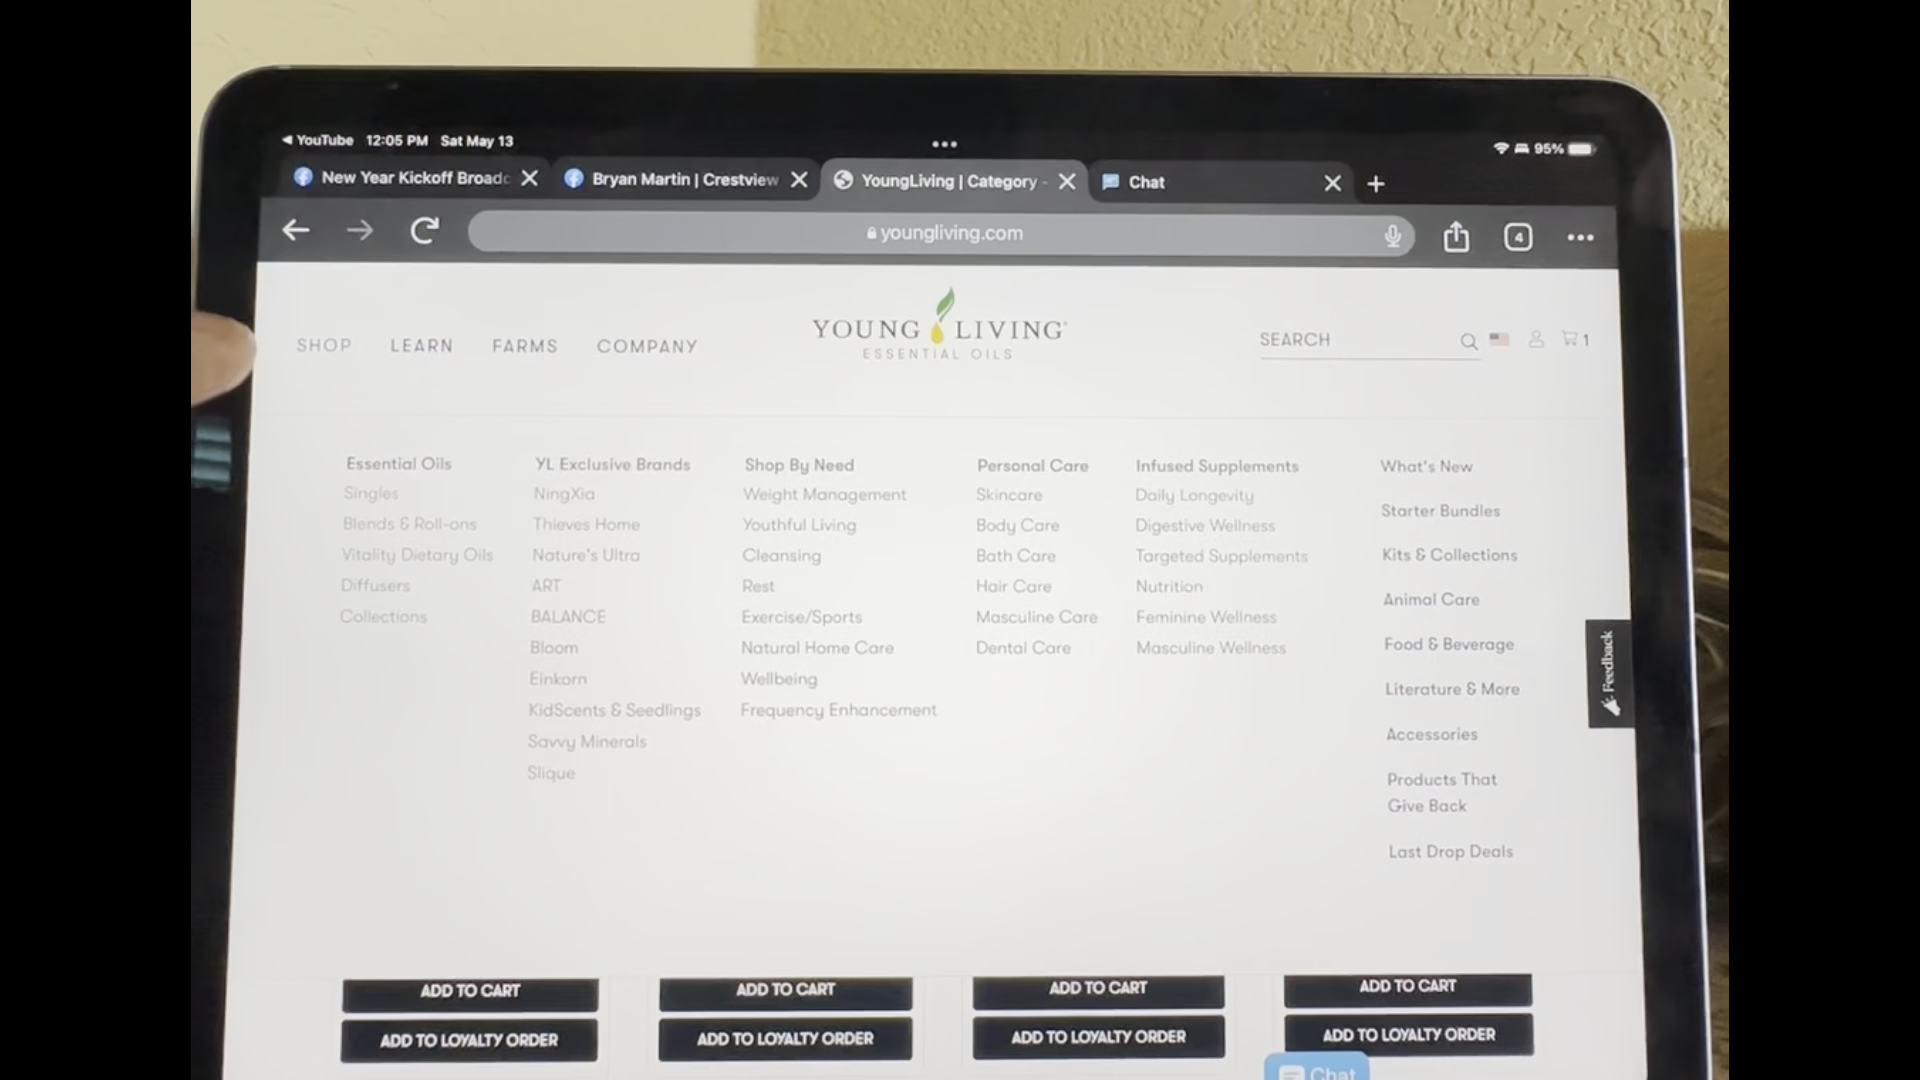 YouTube 12:05 PM Sat May 13
95%
New Year Kickoff Broadc
Bryan Martin | Crestview
YoungLiving | Category -
Chat
youngliving.com
4
SHOP LEARN FARMS COMPANY
YOUNG LIVING
ESSENTIAL OILS
SEARCH
1
Essential Oils
Singles
Blends & Roll-ons
Vitality Dietary Oils
Diffusers
Collections
YL Exclusive Brands
NingXia
Thieves Home
Nature's Ultra
ART
BALANCE
Bloom
Einkorn
KidScents & Seedlings
Savvy Minerals
Slique
Shop By Need
Weight Management
Youthful Living
Cleansing
Rest
Exercise/Sports
Natural Home Care
Wellbeing
Frequency Enhancement
Personal Care
Skincare
Body Care
Bath Care
Hair Care
Masculine Care
Dental Care
Infused Supplements
Daily Longevity
Digestive Wellness
Targeted Supplements
Nutrition
Feminine Wellness
Masculine Wellness
What's New
Starter Bundles
Kits & Collections
Animal Care
Food & Beverage
Literature & More
Accessories
Products That
Give Back
Last Drop Deals
Feedback
ADD TO CART ADD TO CART ADD TO CART ADD TO CART
ADD TO LOYALTY ORDER ADD TO LOYALTY ORDER ADD TO LOYALTY ORDER ADD TO LOYALTY ORDER
Chat